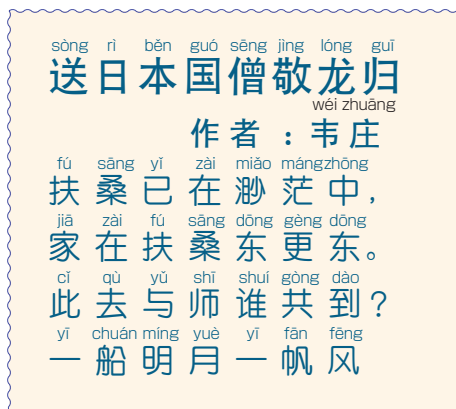 sòng rì běn guó sēng jìng lóng guī
送日本国僧敬龙归
wéi zhuāng
作者：韦庄
fú sāng yǐ zài miǎo máng zhōng
扶桑已在渺茫中，
jiā zài fú sāng dōng gèng dōng
家在扶桑东更东。
cǐ qù yǔ shī shuí gòng dào
此去与师谁共到？
yī chuán míng yuè yī fān fēng
一船明月一帆风